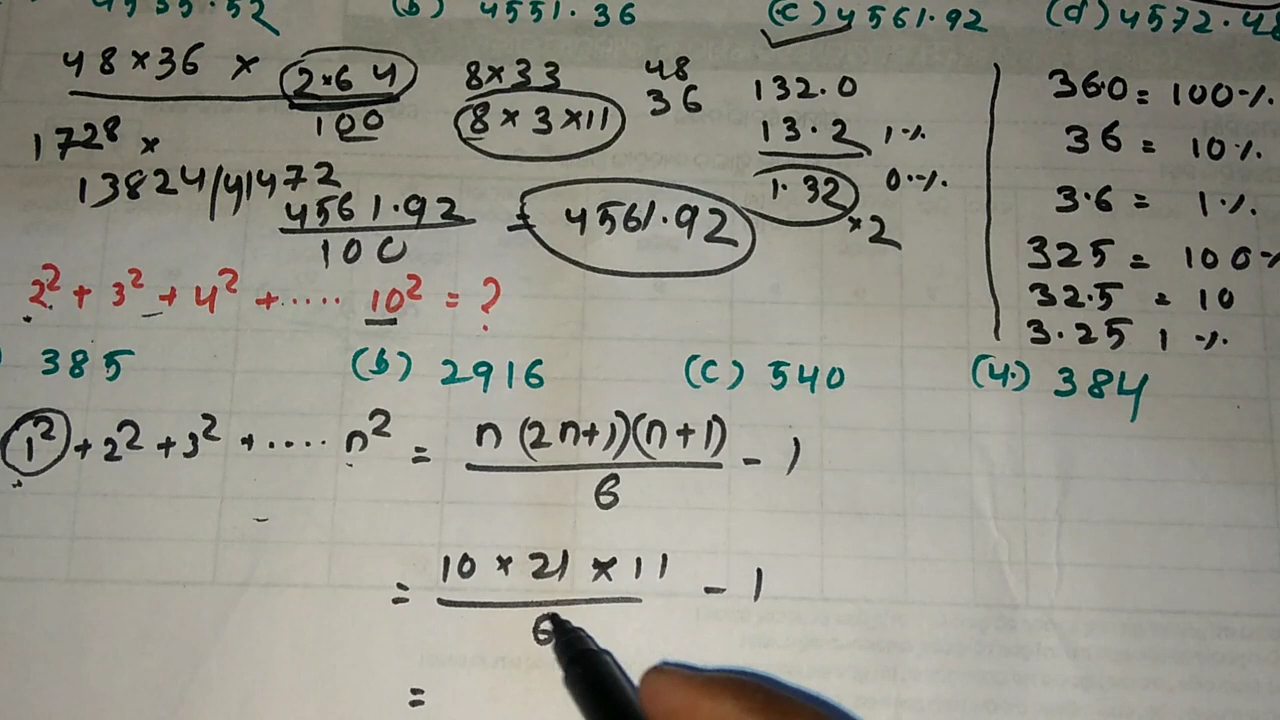 (b) 4551.36 (c) 4561.92 (d) 4572.48
48×36 × 2×64
100
1728 ×
13824/41472
4561.92
100
= 4561.92
8×33
8×3×11
48
36
132.0
13.2 1%
1.32 0.%
×2
360 = 100%
36 = 10%
3.6 = 1%
325 = 100%
32.5 = 10
3.25 1%
2² + 3² + 4² + ..... 10² = ?
385 (b) 2916 (c) 540 (4.) 384
1² + 2² + 3² + .... n² = n(2n+1)(n+1) - 1
6
= 10 × 21 × 11 - 1
6
=